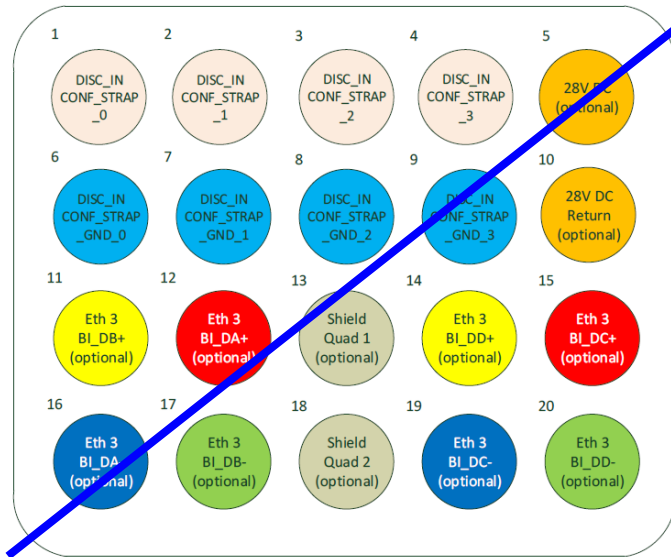 1 2 3 4 5
DISC_IN
CONF_STRAP
_0
DISC_IN
CONF_STRAP
_1
DISC_IN
CONF_STRAP
_2
DISC_IN
CONF_STRAP
_3
28V DC
(optional)
6 7 8 9 10
DISC_IN
CONF_STRAP
_GND_0
DISC_IN
CONF_STRAP
_GND_1
DISC_IN
CONF_STRAP
_GND_2
DISC_IN
CONF_STRAP
_GND_3
28V DC
Return
(optional)
11 12 13 14 15
Eth 3
BI_DB+
(optional)
Eth 3
BI_DA+
(optional)
Shield
Quad 1
(optional)
Eth 3
BI_DD+
(optional)
Eth 3
BI_DC+
(optional)
16 17 18 19 20
Eth 3
BI_DA-
(optional)
Eth 3
BI_DB-
(optional)
Shield
Quad 2
(optional)
Eth 3
BI_DC-
(optional)
Eth 3
BI_DD-
(optional)